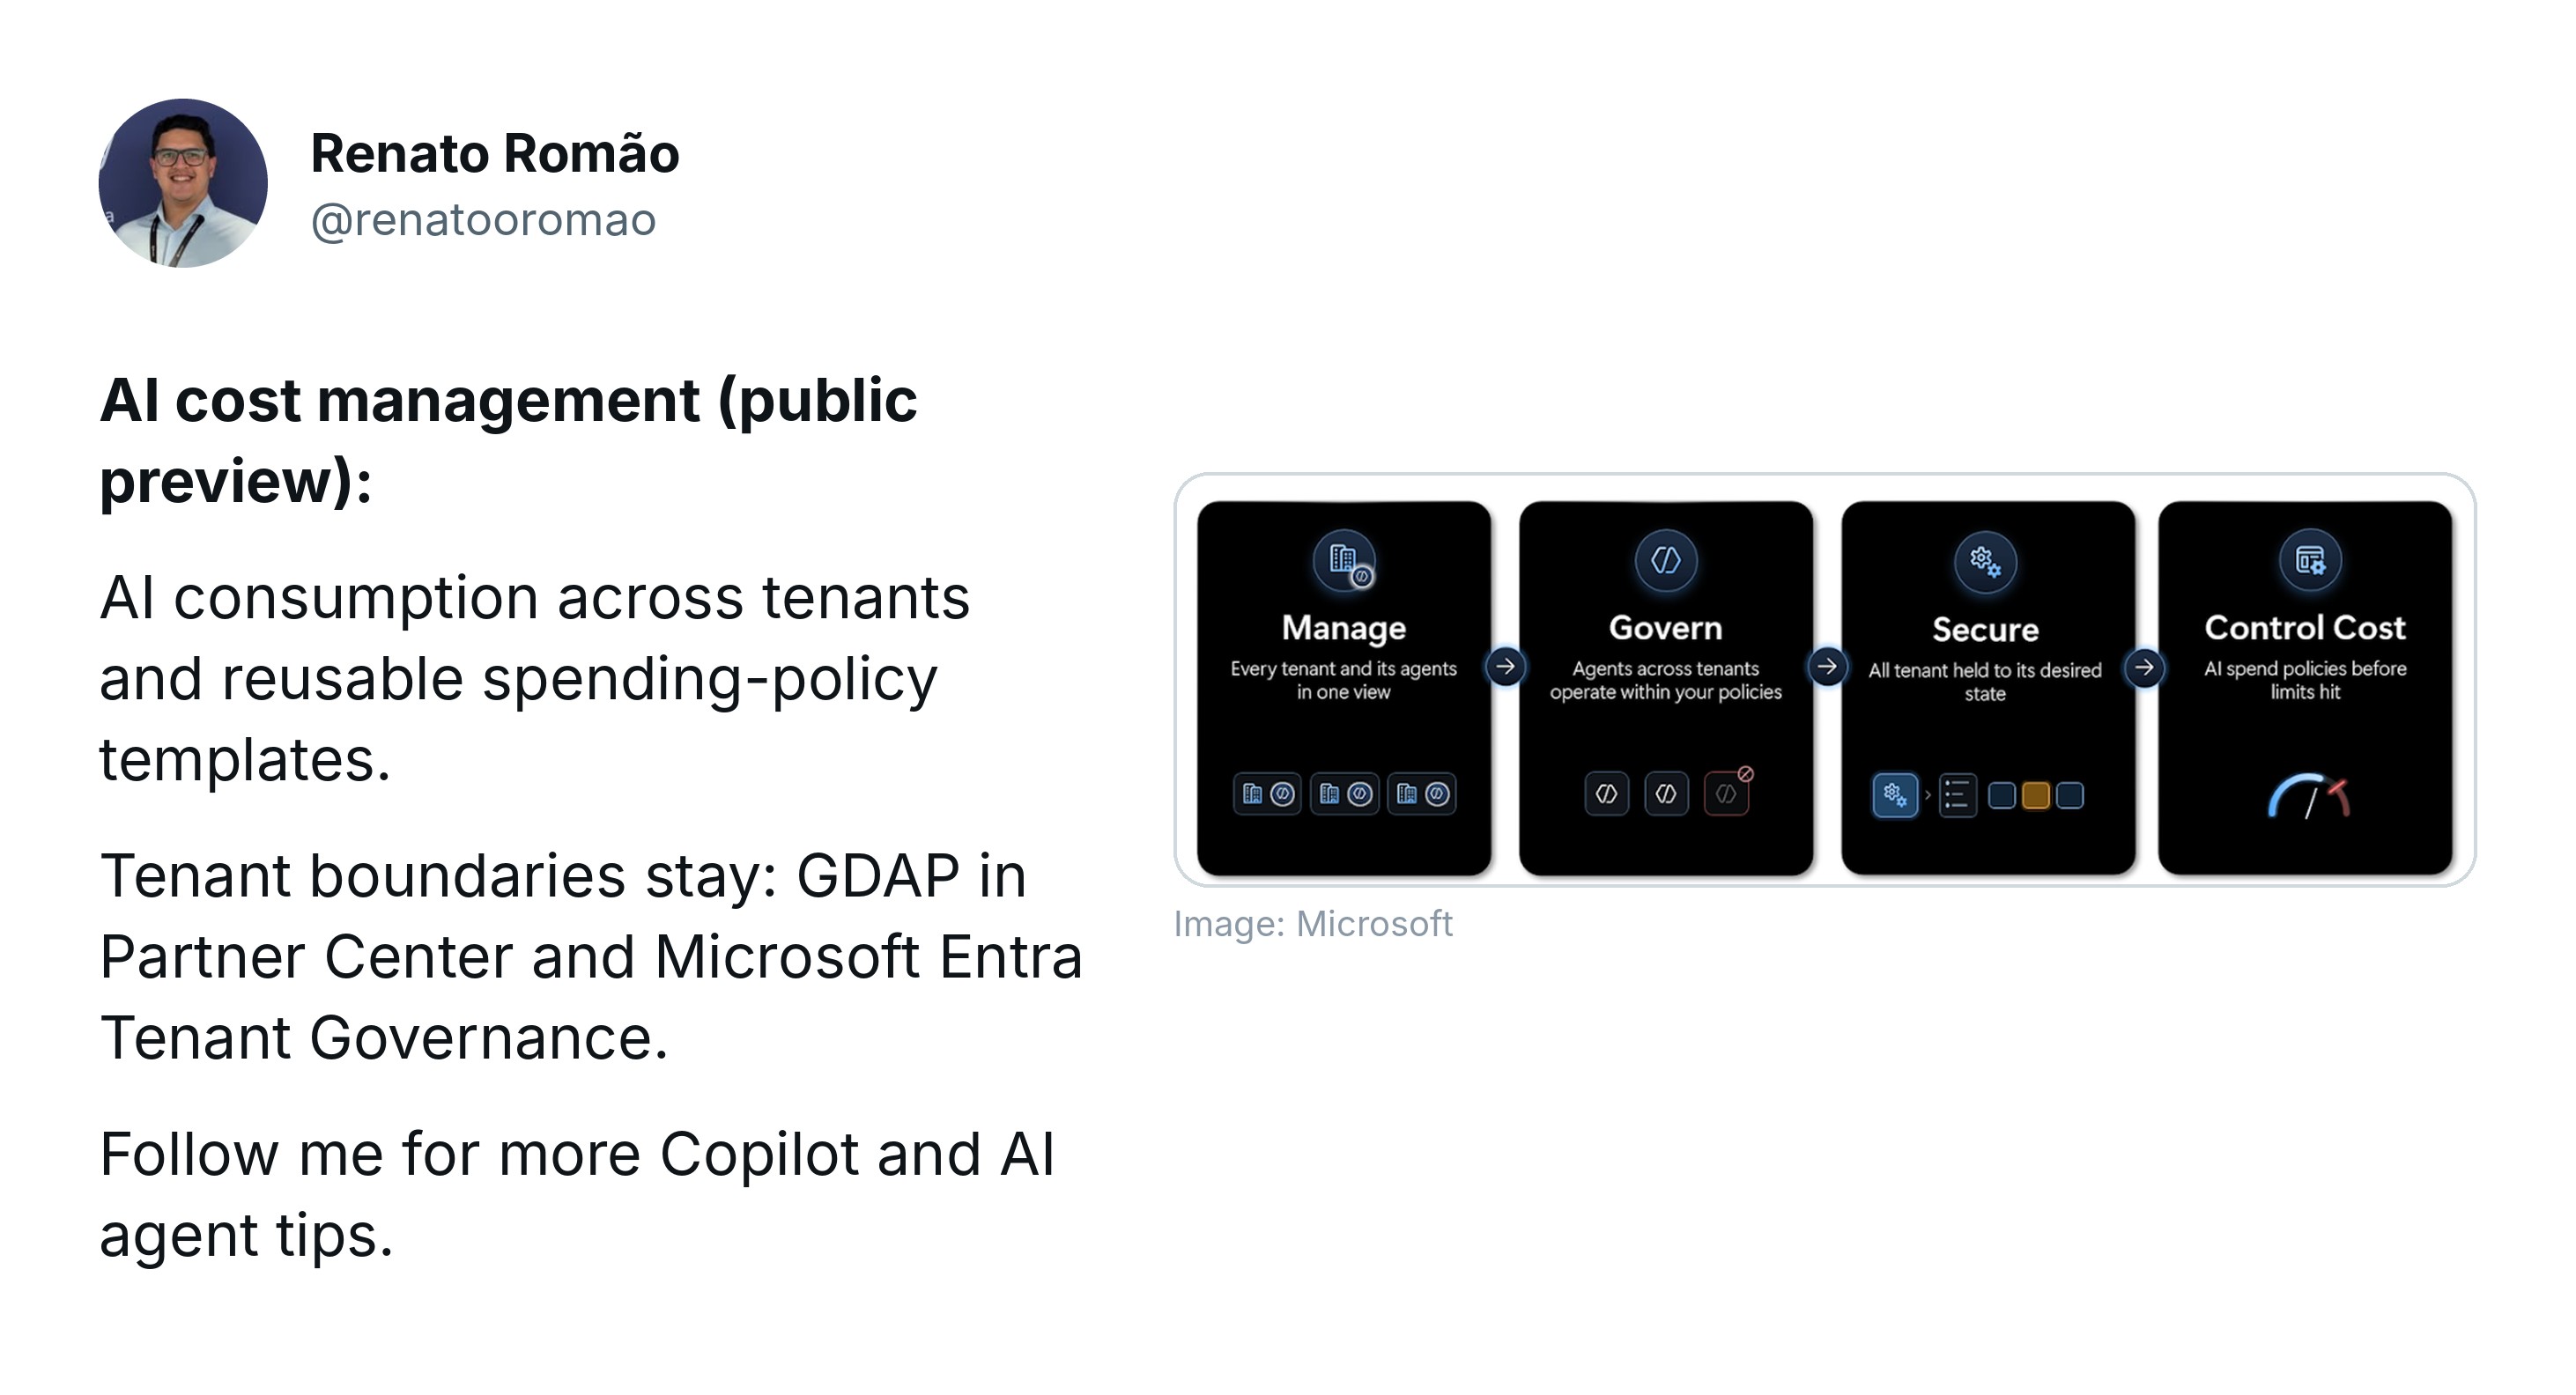 Renato Romão
@renatooromao
AI cost management (public
preview):
AI consumption across tenants
and reusable spending-policy
templates.
Tenant boundaries stay: GDAP in
Partner Center and Microsoft Entra
Tenant Governance.
Follow me for more Copilot and AI
agent tips.
Manage
Every tenant and its agents
in one view
Govern
Agents across tenants
operate within your policies
Secure
All tenant held to its desired
state
Control Cost
AI spend policies before
limits hit
Image: Microsoft